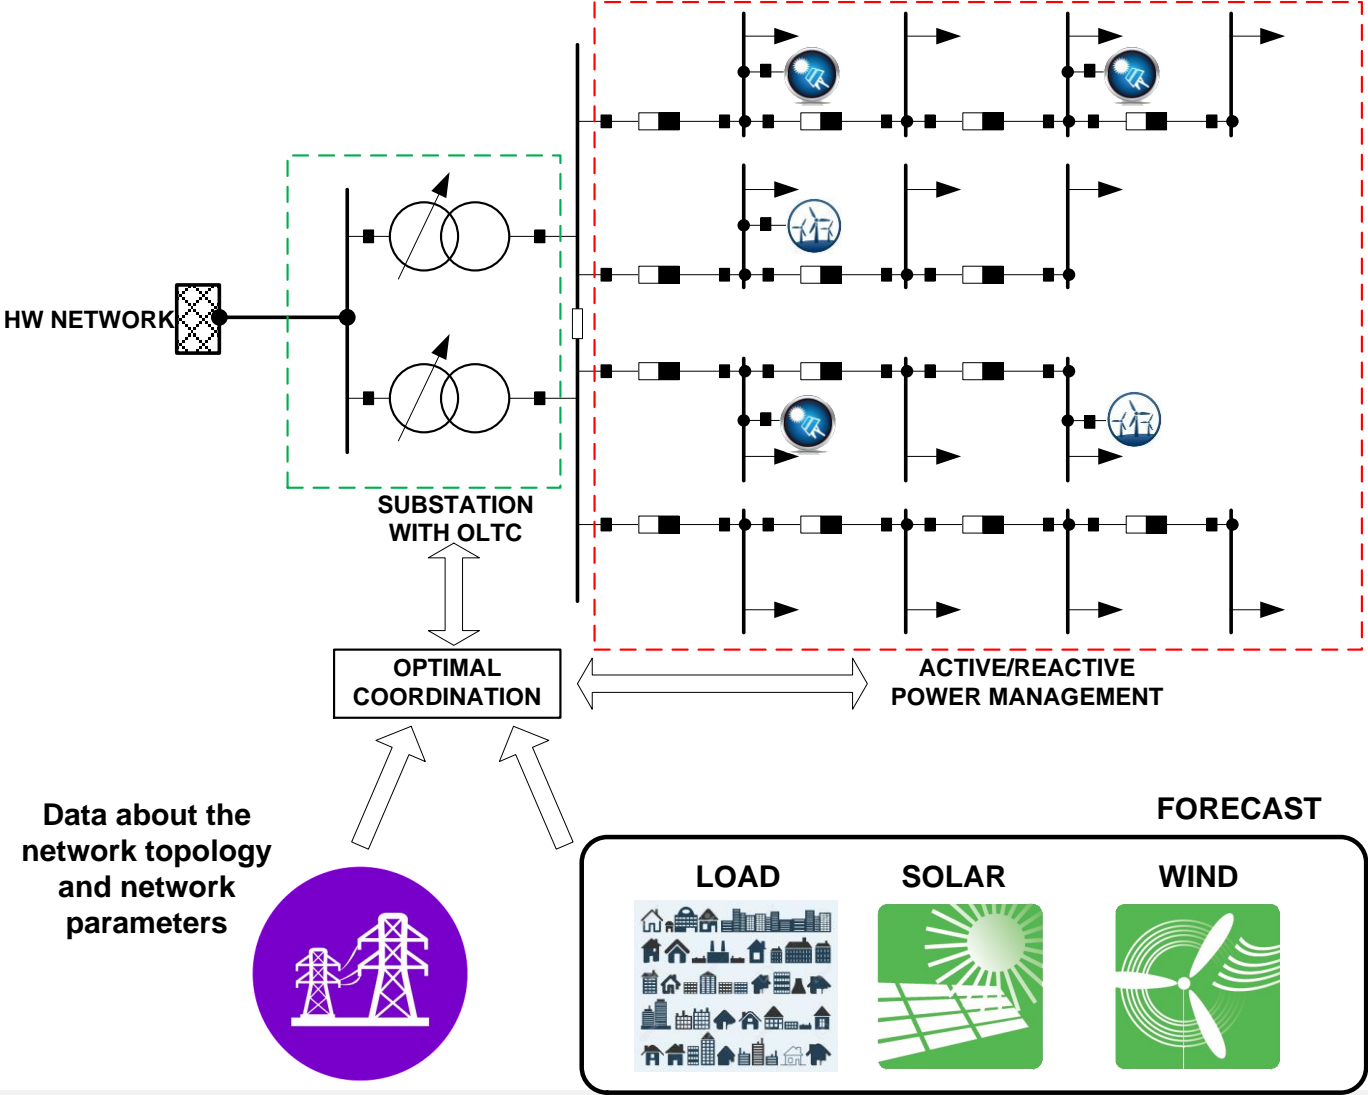 HW NETWORK
SUBSTATION
WITH OLTC
OPTIMAL
COORDINATION
ACTIVE/REACTIVE
POWER MANAGEMENT
Data about the
network topology
and network
parameters
FORECAST
LOAD
SOLAR
WIND